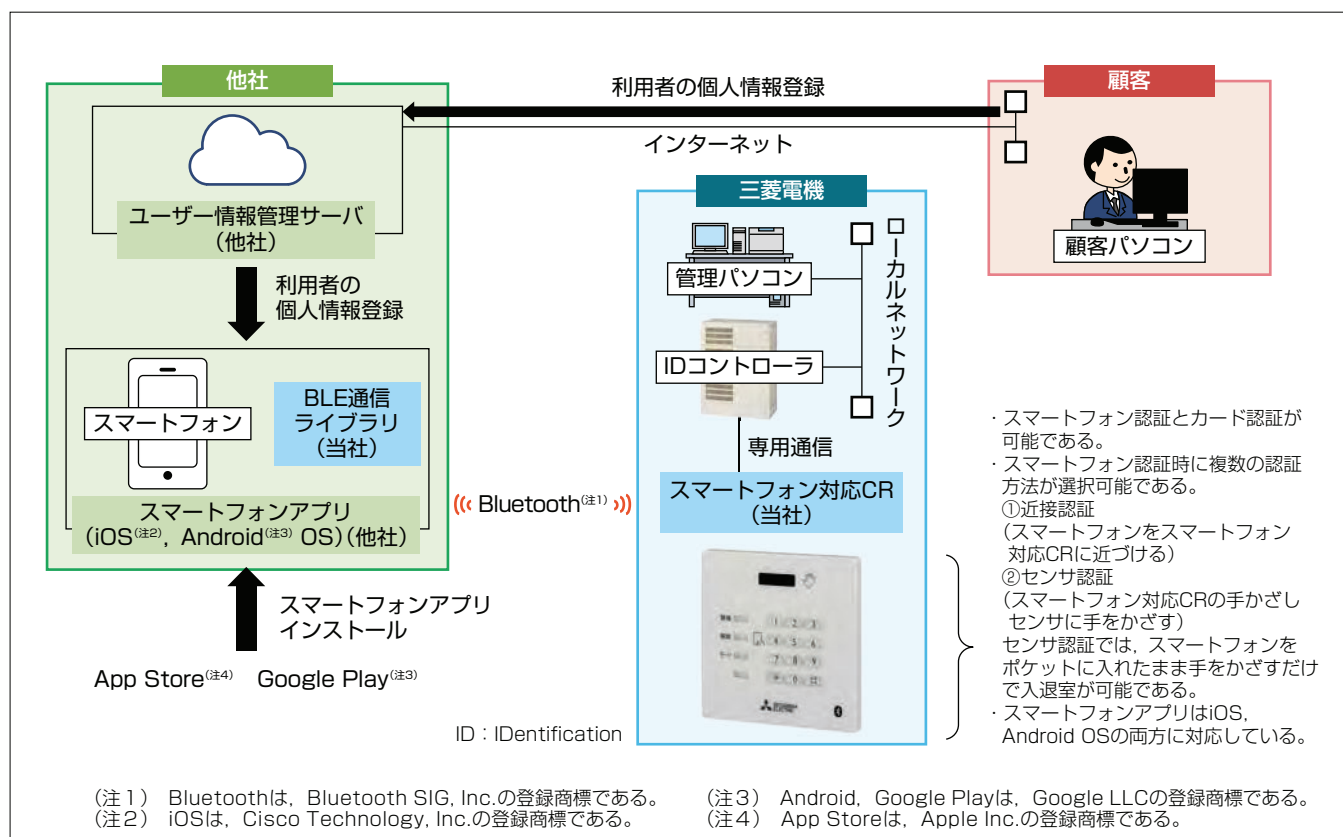 他社
利用者の個人情報登録
インターネット
顧客
顧客パソコン
ユーザー情報管理サーバ
（他社）
利用者の
個人情報登録
スマートフォン
BLE通信
ライブラリ
（当社）
スマートフォンアプリ
（iOS（注2），Android（注3） OS）（他社）
スマートフォンアプリ
インストール
App Store（注4） Google Play（注3）
Bluetooth（注1）
三菱電機
管理パソコン
IDコントローラ
ローカルネットワーク
専用通信
スマートフォン対応CR
（当社）
1 2 3
4 5 6
7 8 9
0
ID：IDentification
・スマートフォン認証とカード認証が
可能である。
・スマートフォン認証時に複数の認証
方法が選択可能である。
①近接認証
（スマートフォンをスマートフォン
対応CRに近づける）
②センサ認証
（スマートフォン対応CRの手かざし
センサに手をかざす）
センサ認証では，スマートフォンを
ポケットに入れたまま手をかざすだけ
で入退室が可能である。
・スマートフォンアプリはiOS，
Android OSの両方に対応している。
（注1） Bluetoothは，Bluetooth SIG, Inc.の登録商標である。
（注2） iOSは，Cisco Technology, Inc.の登録商標である。
（注3） Android，Google Playは，Google LLCの登録商標である。
（注4） App Storeは，Apple Inc.の登録商標である。